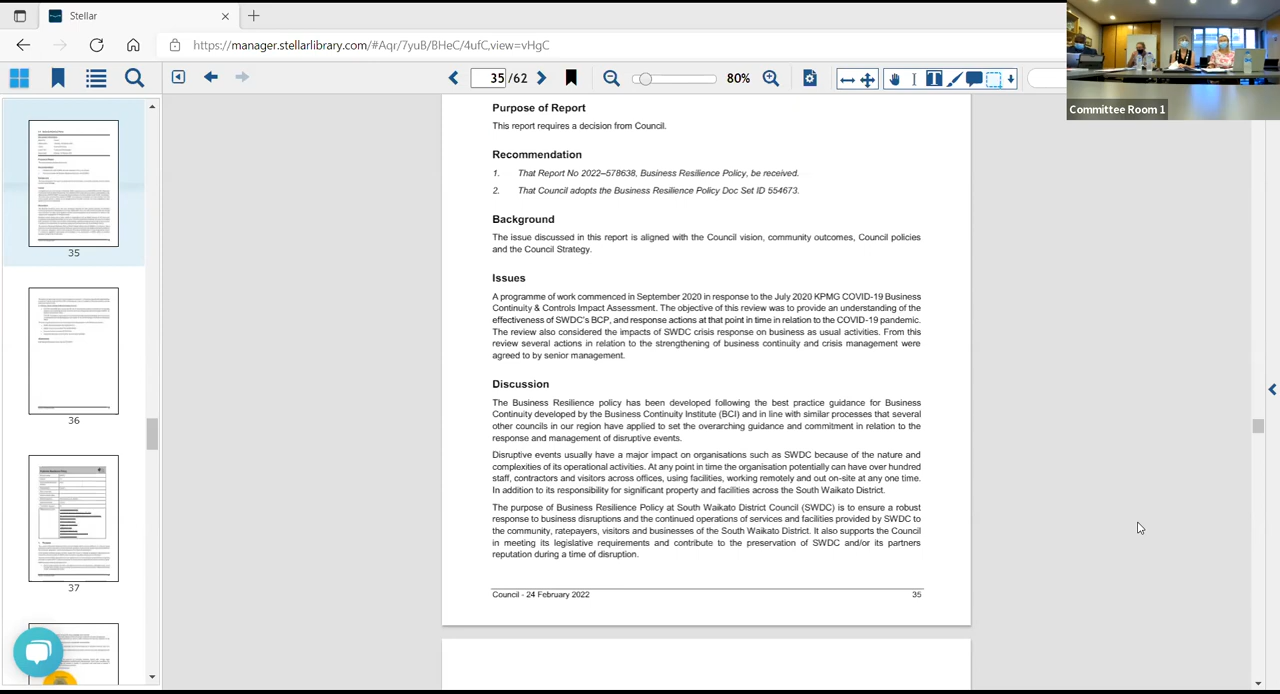 Stellar
https://manager.stellarlibrary.com/#Aqr/7yuB/BHeC/4ufC,view=vHgC
35 /62
80%
Committee Room 1
35
36
37
Purpose of Report
This report requires a decision from Council.
Recommendation
1. That Report No 2022–578638, Business Resilience Policy, be received.
2. That Council adopts the Business Resilience Policy Doc Set ID 554673.
Background
The issue discussed in this report is aligned with the Council vision, community outcomes, Council policies
and the Council Strategy.
Issues
A programme of work commenced in September 2020 in response to the July 2020 KPMG COVID-19 Business
Continuity & Controls Impact Assessment. The objective of this review was to provide an understanding of the
effectiveness of SWDC's BCP, and response actions at that point in time in relation to the COVID-19 pandemic.
The review also considered the impacts of SWDC crisis response on business as usual activities. From this
review several actions in relation to the strengthening of business continuity and crisis management were
agreed to by senior management.
Discussion
The Business Resilience policy has been developed following the best practice guidance for Business
Continuity developed by the Business Continuity Institute (BCI) and in line with similar processes that several
other councils in our region have applied to set the overarching guidance and commitment in relation to the
response and management of disruptive events.
Disruptive events usually have a major impact on organisations such as SWDC because of the nature and
complexities of its operational activities. At any point in time the organisation potentially can have over hundred
staff, contractors and visitors across offices, using facilities, working remotely and out on-site at any one time.
In addition to its responsibility for significant property and facilities across the South Waikato District.
The purpose of Business Resilience Policy at South Waikato District Council (SWDC) is to ensure a robust
response to business disruptions and the continued operations of services and facilities provided by SWDC to
the community, ratepayers, visitors and businesses of the South Waikato District. It also supports the Council
in meeting its legislative requirements and contribute to the preservation of SWDC and/or its partners
reputation during a time of disruption.
Council - 24 February 2022 35